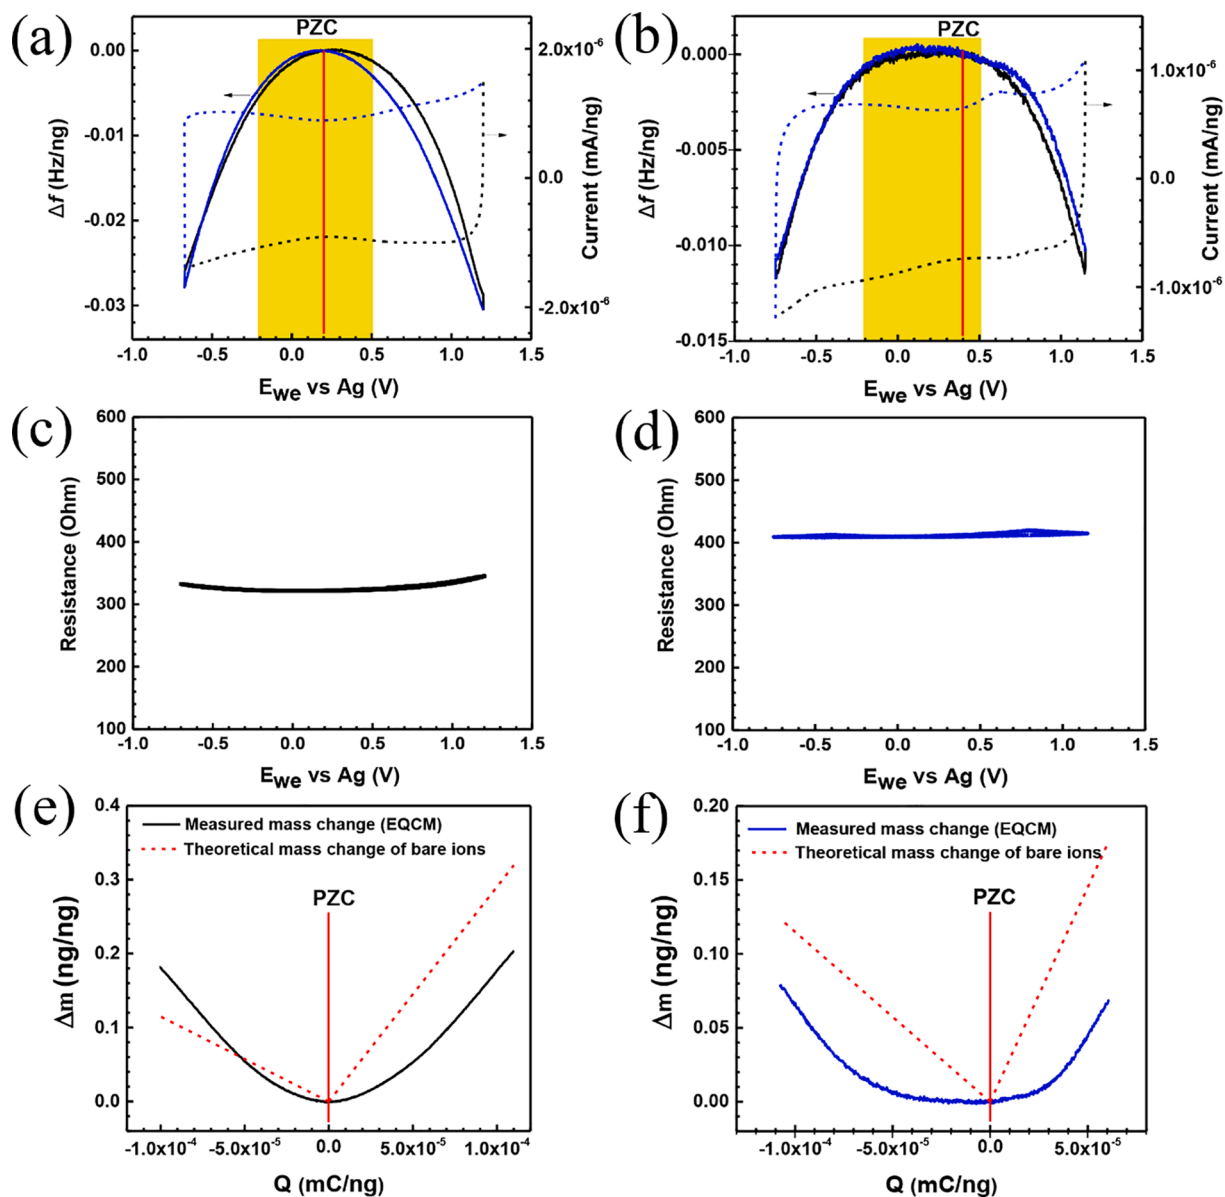 (a)
PZC
0.00
-0.01
-0.02
-0.03
Δf (Hz/ng)
2.0x10-6
0.0
-2.0x10-6
Current (mA/ng)
-1.0 -0.5 0.0 0.5 1.0 1.5
Ewe vs Ag (V)
(b)
PZC
0.000
-0.005
-0.010
-0.015
Δf (Hz/ng)
1.0x10-6
0.0
-1.0x10-6
Current (mA/ng)
-1.0 -0.5 0.0 0.5 1.0 1.5
Ewe vs Ag (V)
(c)
600
500
400
300
200
100
Resistance (Ohm)
-1.0 -0.5 0.0 0.5 1.0 1.5
Ewe vs Ag (V)
(d)
600
500
400
300
200
100
Resistance (Ohm)
-1.0 -0.5 0.0 0.5 1.0 1.5
Ewe vs Ag (V)
(e)
0.4
0.3
0.2
0.1
0.0
Δm (ng/ng)
Measured mass change (EQCM)
Theoretical mass change of bare ions
PZC
-1.0x10-4 -5.0x10-5 0.0 5.0x10-5 1.0x10-4
Q (mC/ng)
(f)
0.20
0.15
0.10
0.05
0.00
Δm (ng/ng)
Measured mass change (EQCM)
Theoretical mass change of bare ions
PZC
-1.0x10-4 -5.0x10-5 0.0 5.0x10-5
Q (mC/ng)